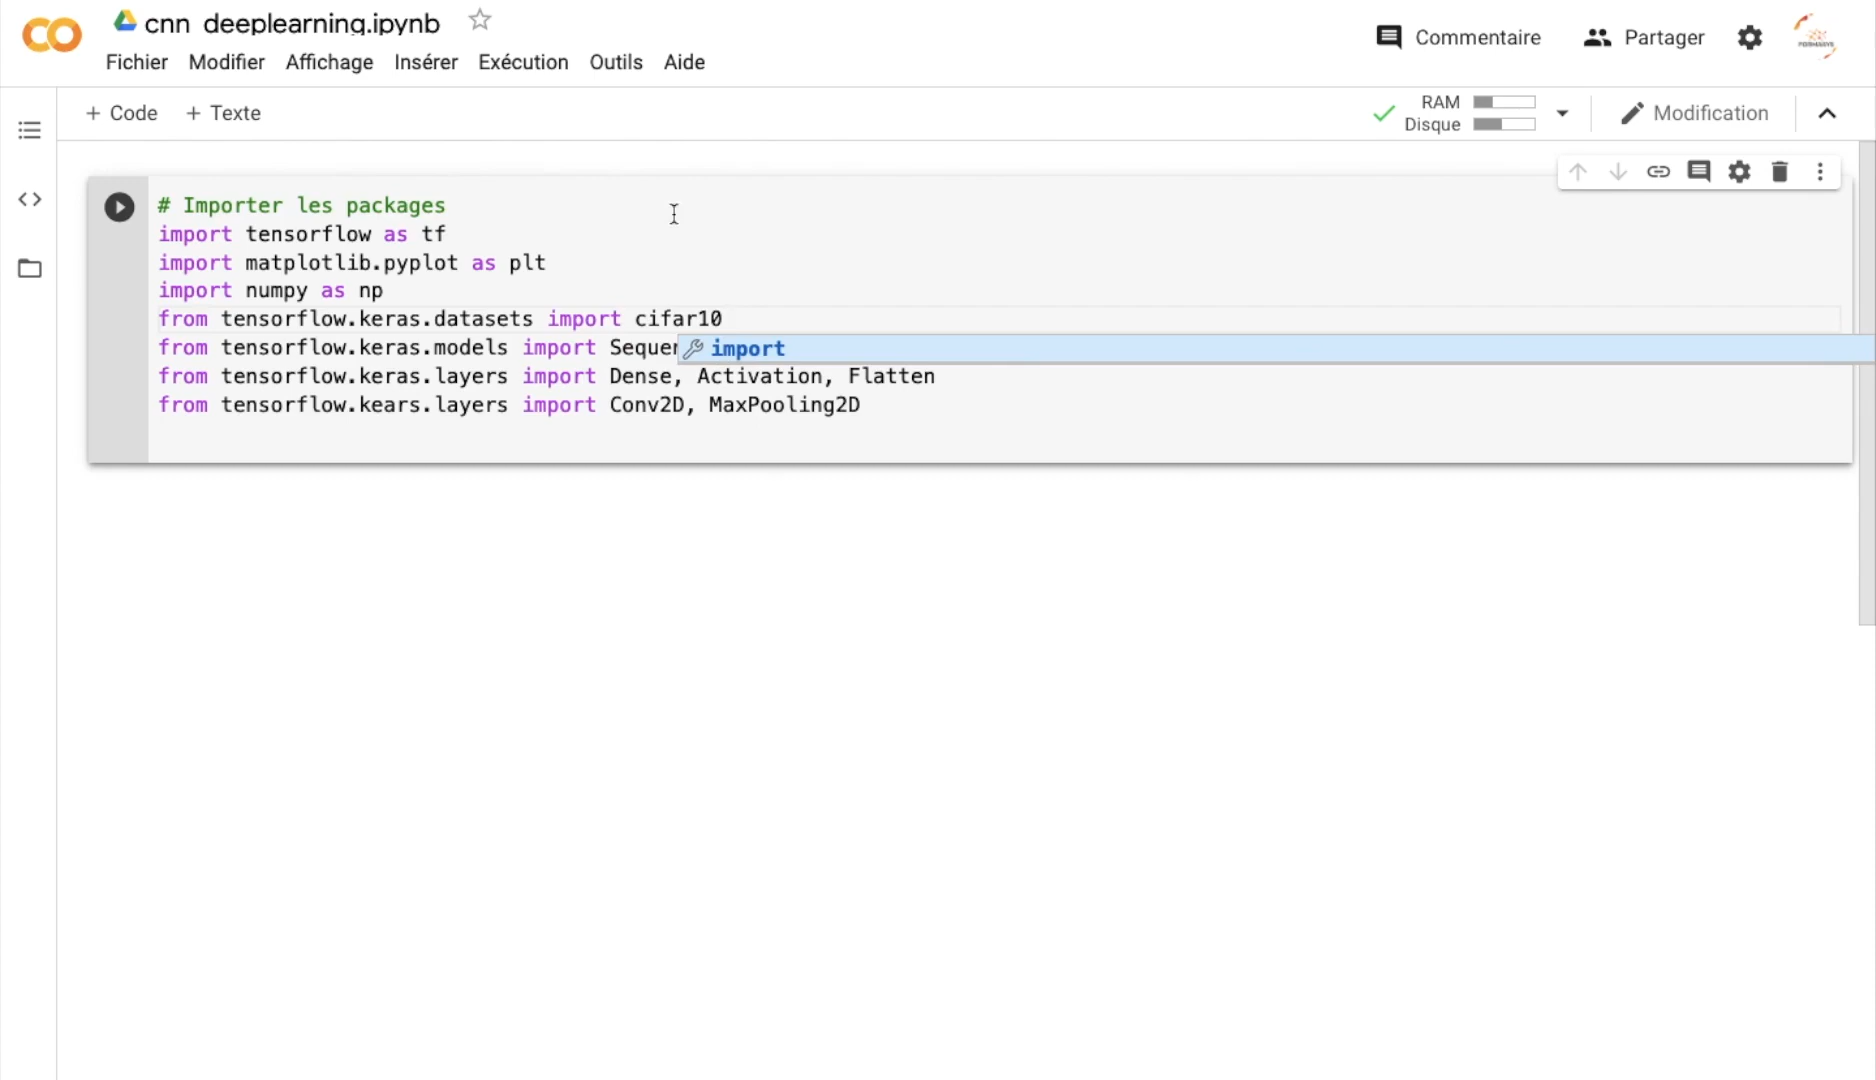 cnn_deeplearning.ipynb
Commentaire
Partager
Fichier Modifier Affichage Insérer Exécution Outils Aide
+ Code + Texte
RAM
Disque
Modification
# Importer les packages
import tensorflow as tf
import matplotlib.pyplot as plt
import numpy as np
from tensorflow.keras.datasets import cifar10
from tensorflow.keras.models import Sequen
import
from tensorflow.keras.layers import Dense, Activation, Flatten
from tensorflow.kears.layers import Conv2D, MaxPooling2D